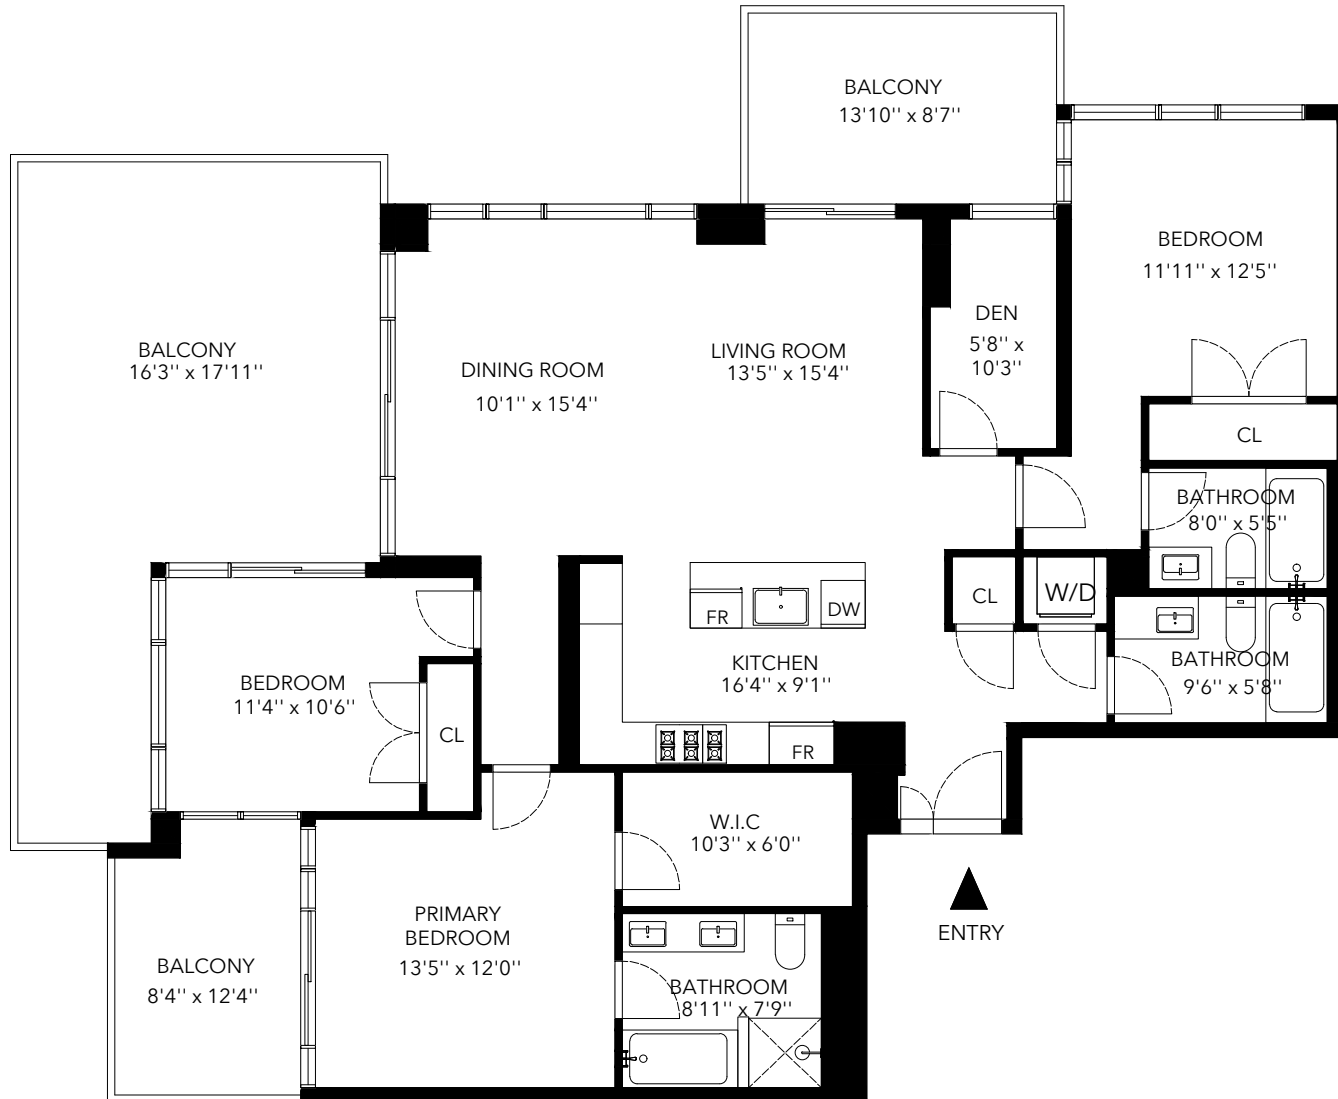 BALCONY
13'10'' x 8'7''
BEDROOM
11'11'' x 12'5''
DEN
5'8'' x
10'3''
BALCONY
16'3'' x 17'11''
DINING ROOM
10'1'' x 15'4''
LIVING ROOM
13'5'' x 15'4''
CL
BATHROOM
8'0'' x 5'5''
CL
W/D
FR
DW
KITCHEN
16'4'' x 9'1''
BATHROOM
9'6'' x 5'8''
BEDROOM
11'4'' x 10'6''
CL
FR
W.I.C
10'3'' x 6'0''
PRIMARY
BEDROOM
13'5'' x 12'0''
ENTRY
BALCONY
8'4'' x 12'4''
BATHROOM
8'11'' x 7'9''